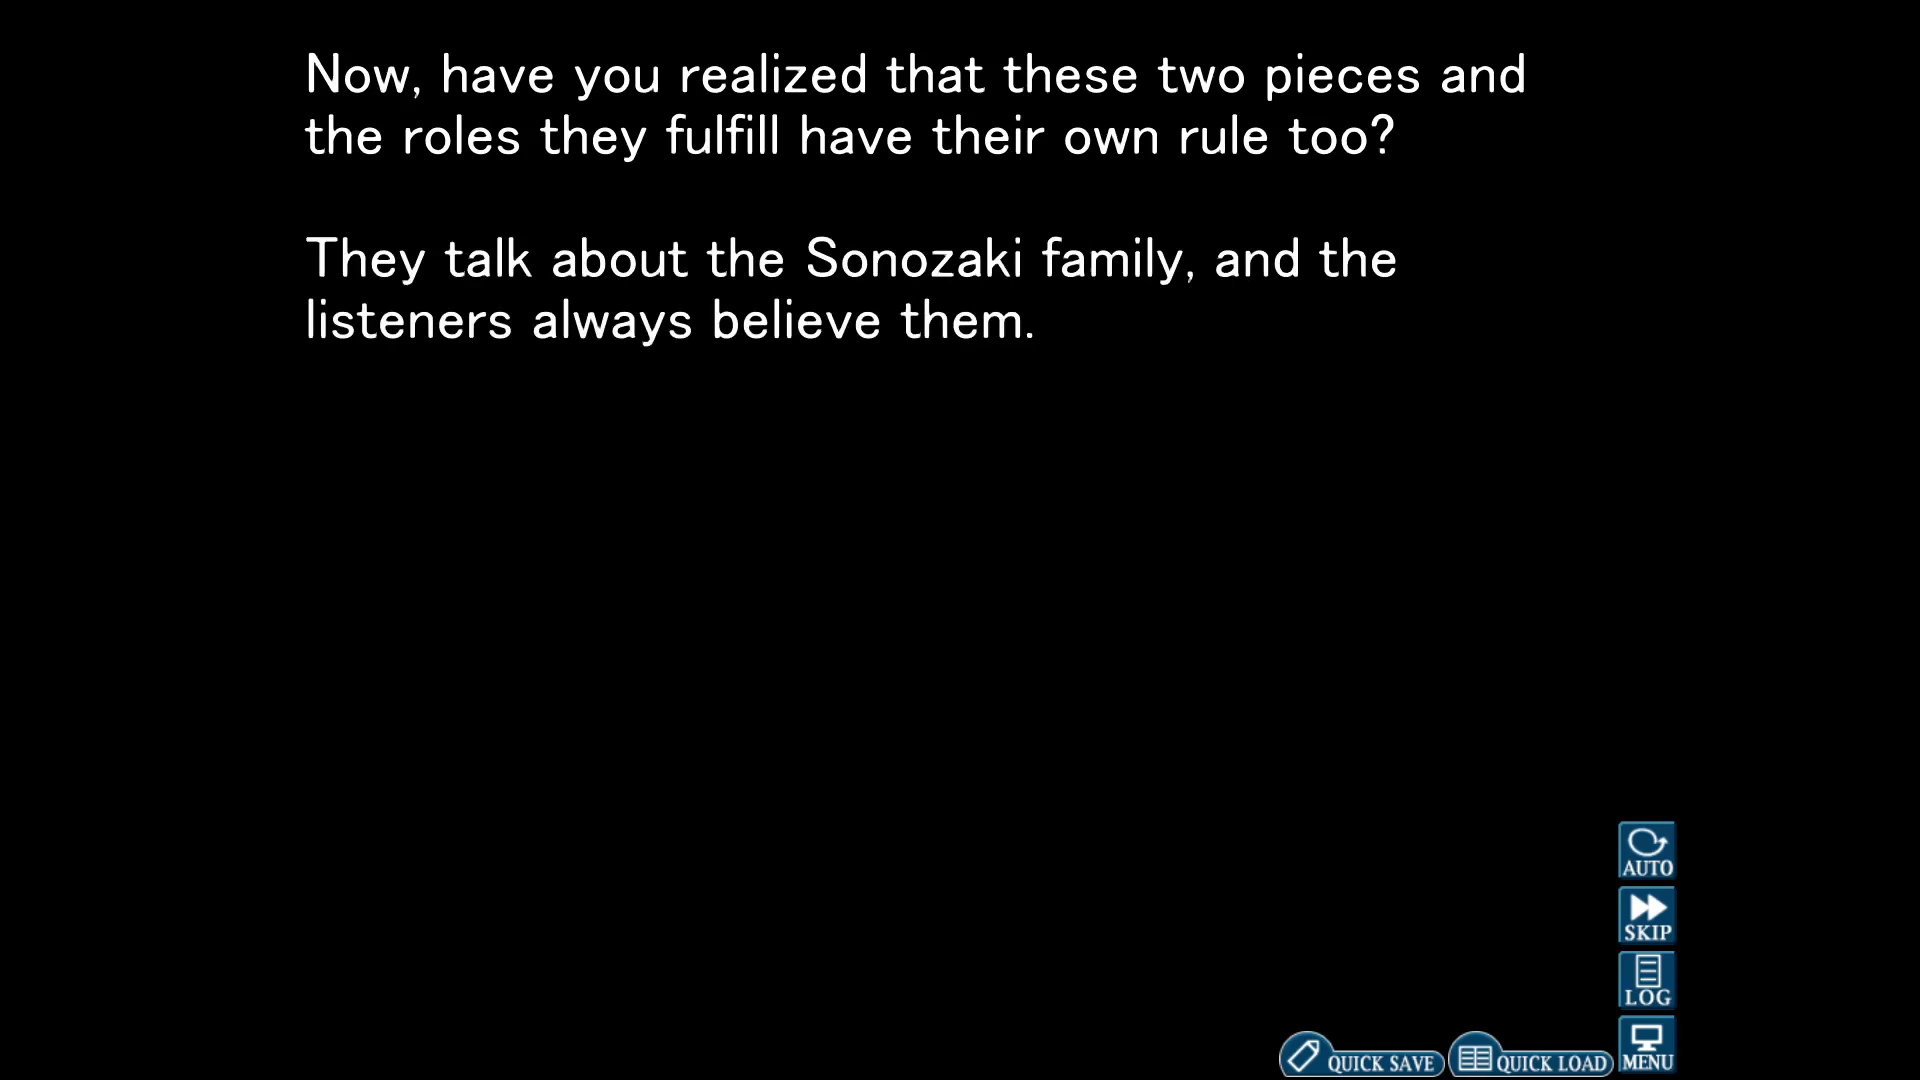 Now, have you realized that these two pieces and
the roles they fulfill have their own rule too?
They talk about the Sonozaki family, and the
listeners always believe them.
AUTO
SKIP
LOG
QUICK SAVE
QUICK LOAD
MENU